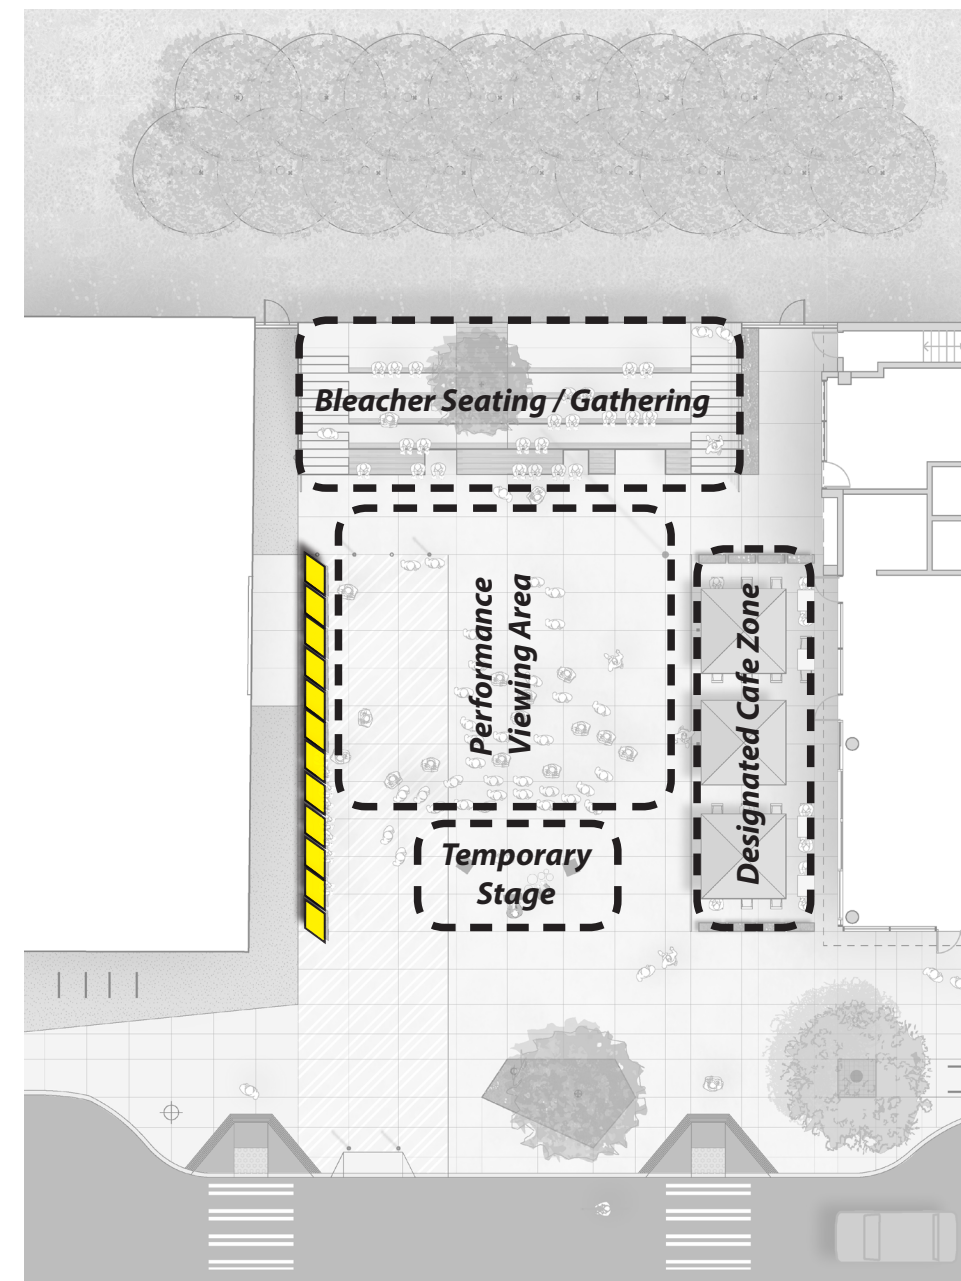 Bleacher Seating / Gathering
Performance
Viewing Area
Designated Cafe Zone
Temporary
Stage